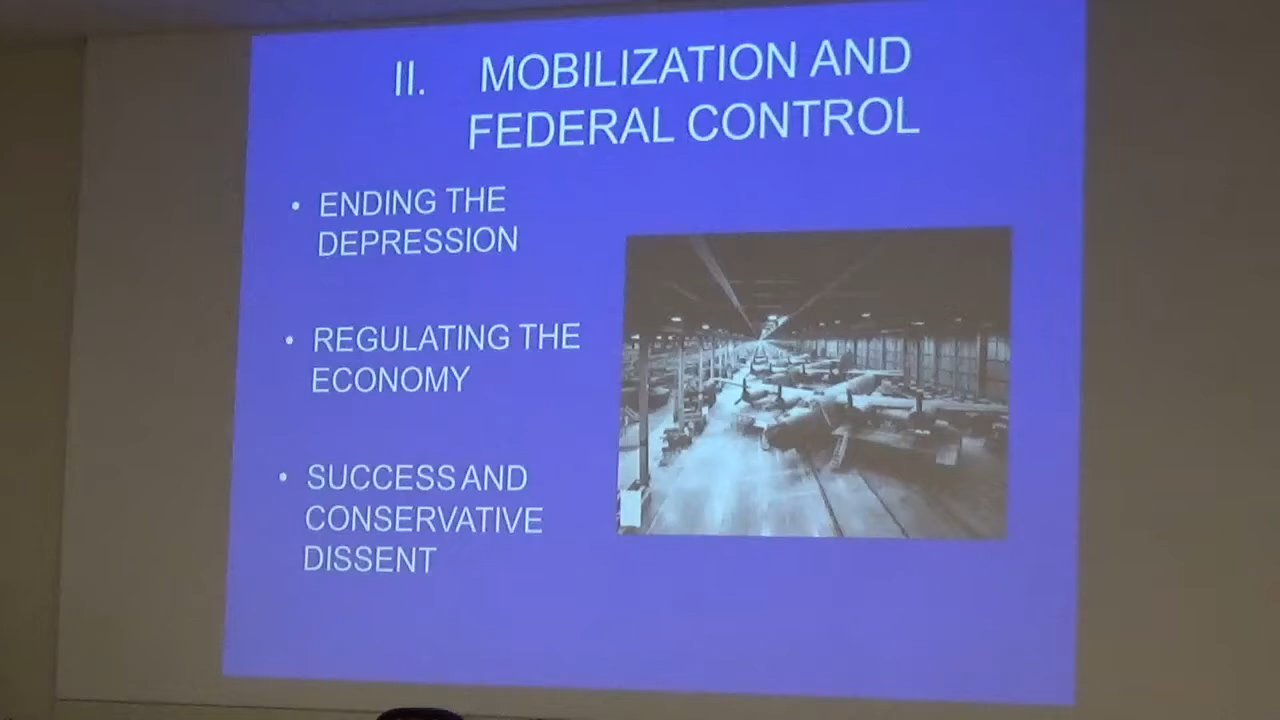 II. MOBILIZATION AND
FEDERAL CONTROL
• ENDING THE
DEPRESSION
• REGULATING THE
ECONOMY
• SUCCESS AND
CONSERVATIVE
DISSENT